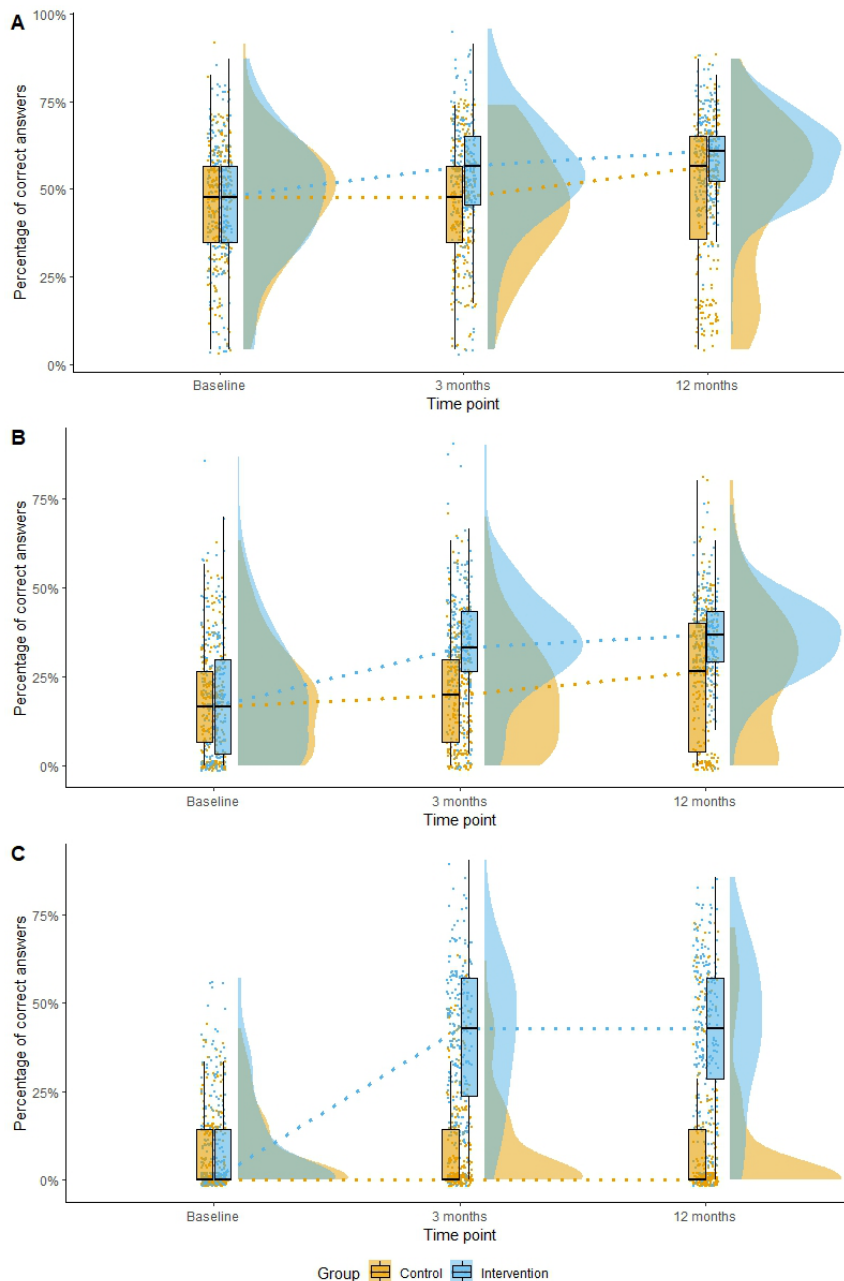 A
Percentage of correct answers
100%
75%
50%
25%
0%
Baseline
3 months
12 months
Time point
B
Percentage of correct answers
75%
50%
25%
0%
Baseline
3 months
12 months
Time point
C
Percentage of correct answers
75%
50%
25%
0%
Baseline
3 months
12 months
Time point
Group Control Intervention